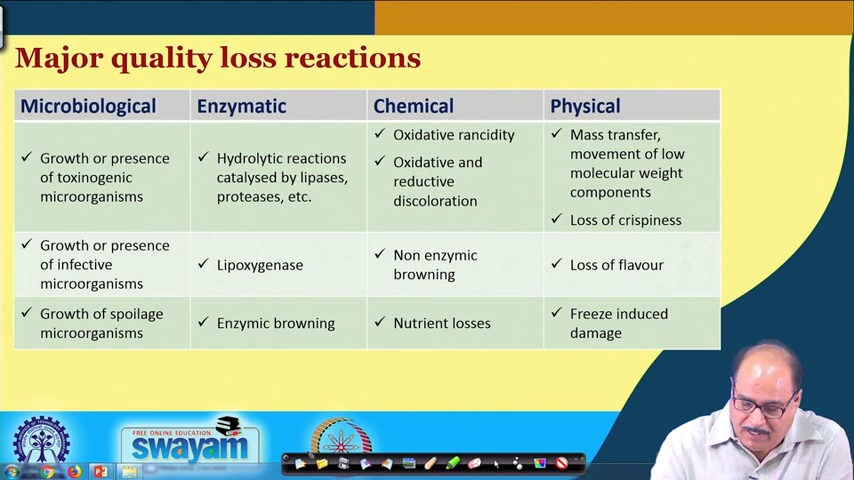 Major quality loss reactions
Microbiological
Enzymatic
Chemical
Physical
Growth or presence
of toxinogenic
microorganisms
Hydrolytic reactions
catalysed by lipases,
proteases, etc.
Oxidative rancidity
Oxidative and
reductive
discoloration
Mass transfer,
movement of low
molecular weight
components
Loss of crispiness
Growth or presence
of infective
microorganisms
Lipoxygenase
Non enzymic
browning
Loss of flavour
Growth of spoilage
microorganisms
Enzymic browning
Nutrient losses
Freeze induced
damage
FREE ONLINE EDUCATION
swayam